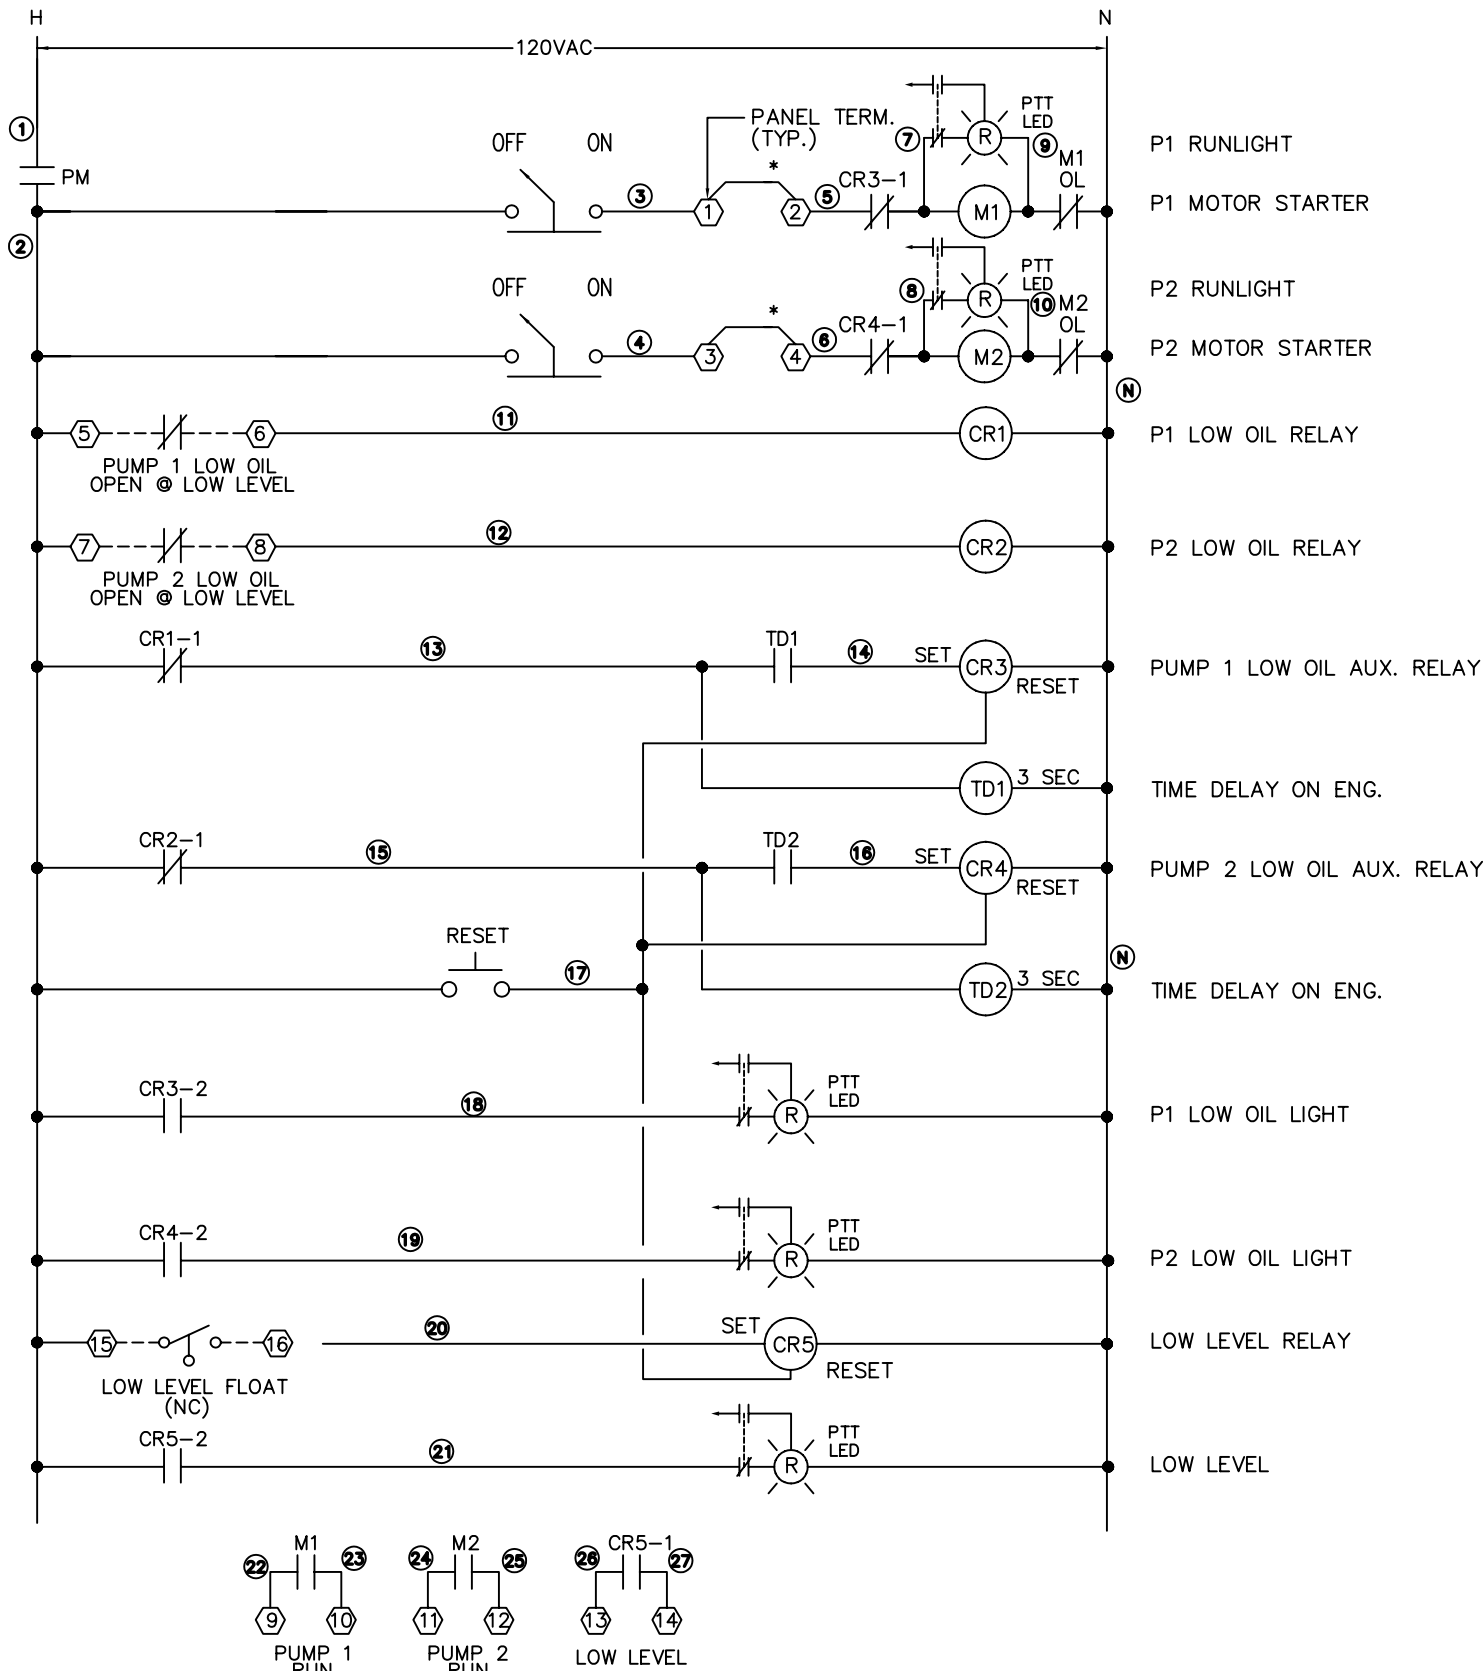 H
N
120VAC
1
PM
2
OFF ON
3
PANEL TERM.
(TYP.)
*
1
2
5
CR3-1
7
R
PTT
LED
9
M1
OL
M1
P1 RUNLIGHT
P1 MOTOR STARTER
OFF ON
4
*
3
4
6
CR4-1
8
R
PTT
LED
10
M2
OL
M2
P2 RUNLIGHT
P2 MOTOR STARTER
N
5
6
11
CR1
P1 LOW OIL RELAY
PUMP 1 LOW OIL
OPEN @ LOW LEVEL
7
8
12
CR2
P2 LOW OIL RELAY
PUMP 2 LOW OIL
OPEN @ LOW LEVEL
CR1-1
13
TD1
14
SET
CR3
RESET
PUMP 1 LOW OIL AUX. RELAY
TD1
3 SEC
TIME DELAY ON ENG.
CR2-1
15
TD2
16
SET
CR4
RESET
PUMP 2 LOW OIL AUX. RELAY
RESET
17
N
TD2
3 SEC
TIME DELAY ON ENG.
CR3-2
18
R
PTT
LED
P1 LOW OIL LIGHT
CR4-2
19
R
PTT
LED
P2 LOW OIL LIGHT
15
16
20
SET
CR5
RESET
LOW LEVEL RELAY
LOW LEVEL FLOAT
(NC)
CR5-2
21
R
PTT
LED
LOW LEVEL
22
M1
23
24
M2
25
26
CR5-1
27
9
10
11
12
13
14
PUMP 1
RUN
PUMP 2
RUN
LOW LEVEL